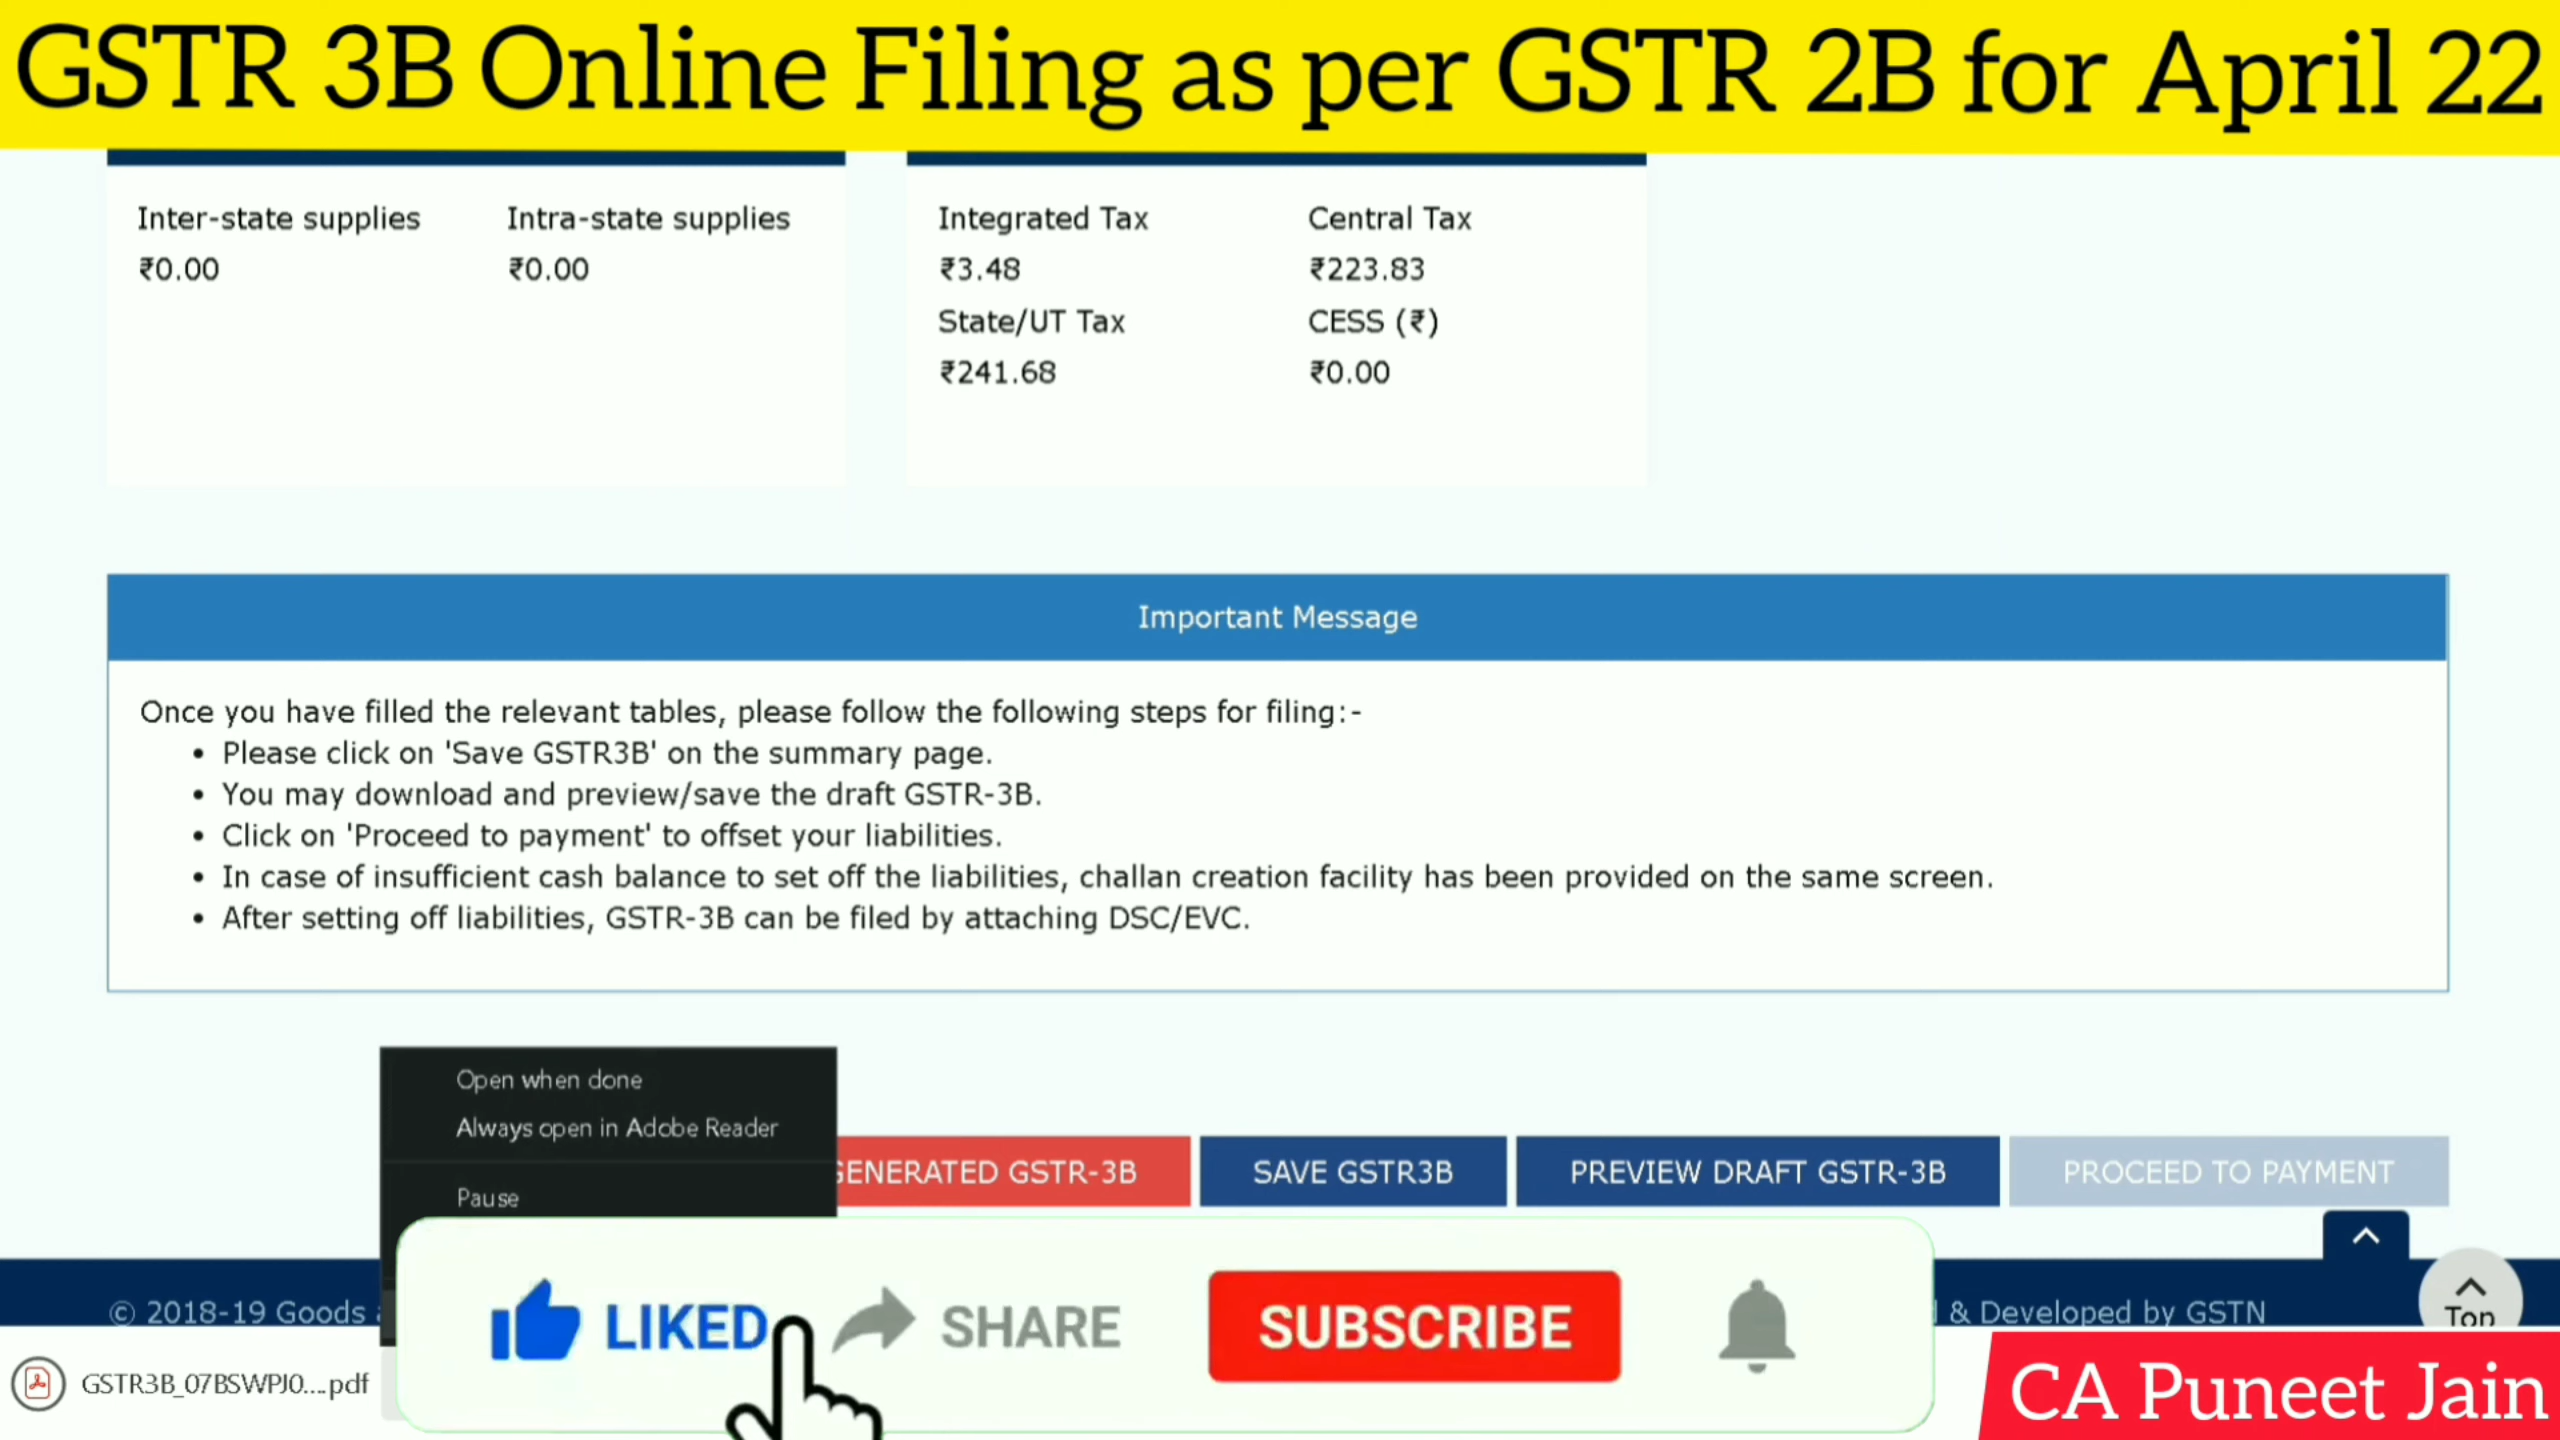 GSTR 3B Online Filing as per GSTR 2B for April 22
Inter-state supplies Intra-state supplies
₹0.00 ₹0.00
Integrated Tax Central Tax
₹3.48 ₹223.83
State/UT Tax CESS (₹)
₹241.68 ₹0.00
Important Message
Once you have filled the relevant tables, please follow the following steps for filing:-
• Please click on 'Save GSTR3B' on the summary page.
• You may download and preview/save the draft GSTR-3B.
• Click on 'Proceed to payment' to offset your liabilities.
• In case of insufficient cash balance to set off the liabilities, challan creation facility has been provided on the same screen.
• After setting off liabilities, GSTR-3B can be filed by attaching DSC/EVC.
Open when done
Always open in Adobe Reader
Pause
GENERATED GSTR-3B SAVE GSTR3B PREVIEW DRAFT GSTR-3B PROCEED TO PAYMENT
© 2018-19 Goods & Developed by GSTN
Top
LIKED SHARE SUBSCRIBE
GSTR3B_07BSWPJ0....pdf
CA Puneet Jain